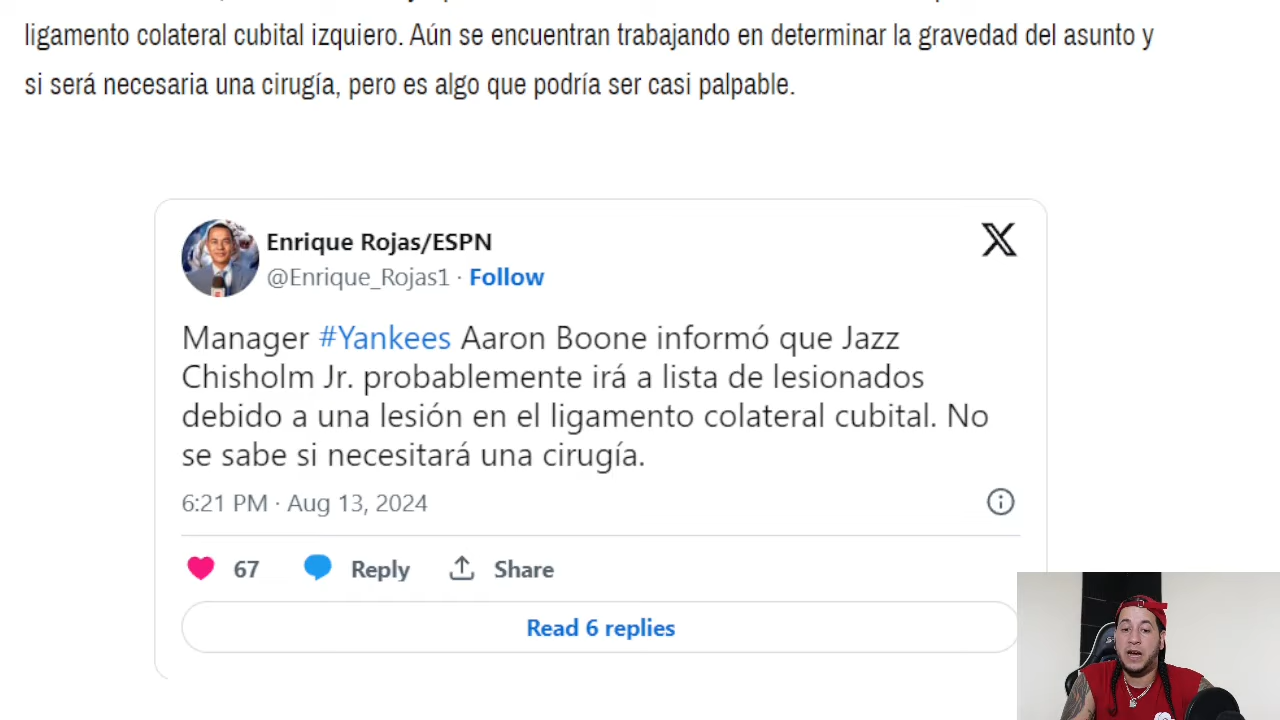 ligamento colateral cubital izquiero. Aún se encuentran trabajando en determinar la gravedad del asunto y
si será necesaria una cirugía, pero es algo que podría ser casi palpable.
Enrique Rojas/ESPN
@Enrique_Rojas1 · Follow
Manager #Yankees Aaron Boone informó que Jazz
Chisholm Jr. probablemente irá a lista de lesionados
debido a una lesión en el ligamento colateral cubital. No
se sabe si necesitará una cirugía.
6:21 PM · Aug 13, 2024
67 Reply Share
Read 6 replies